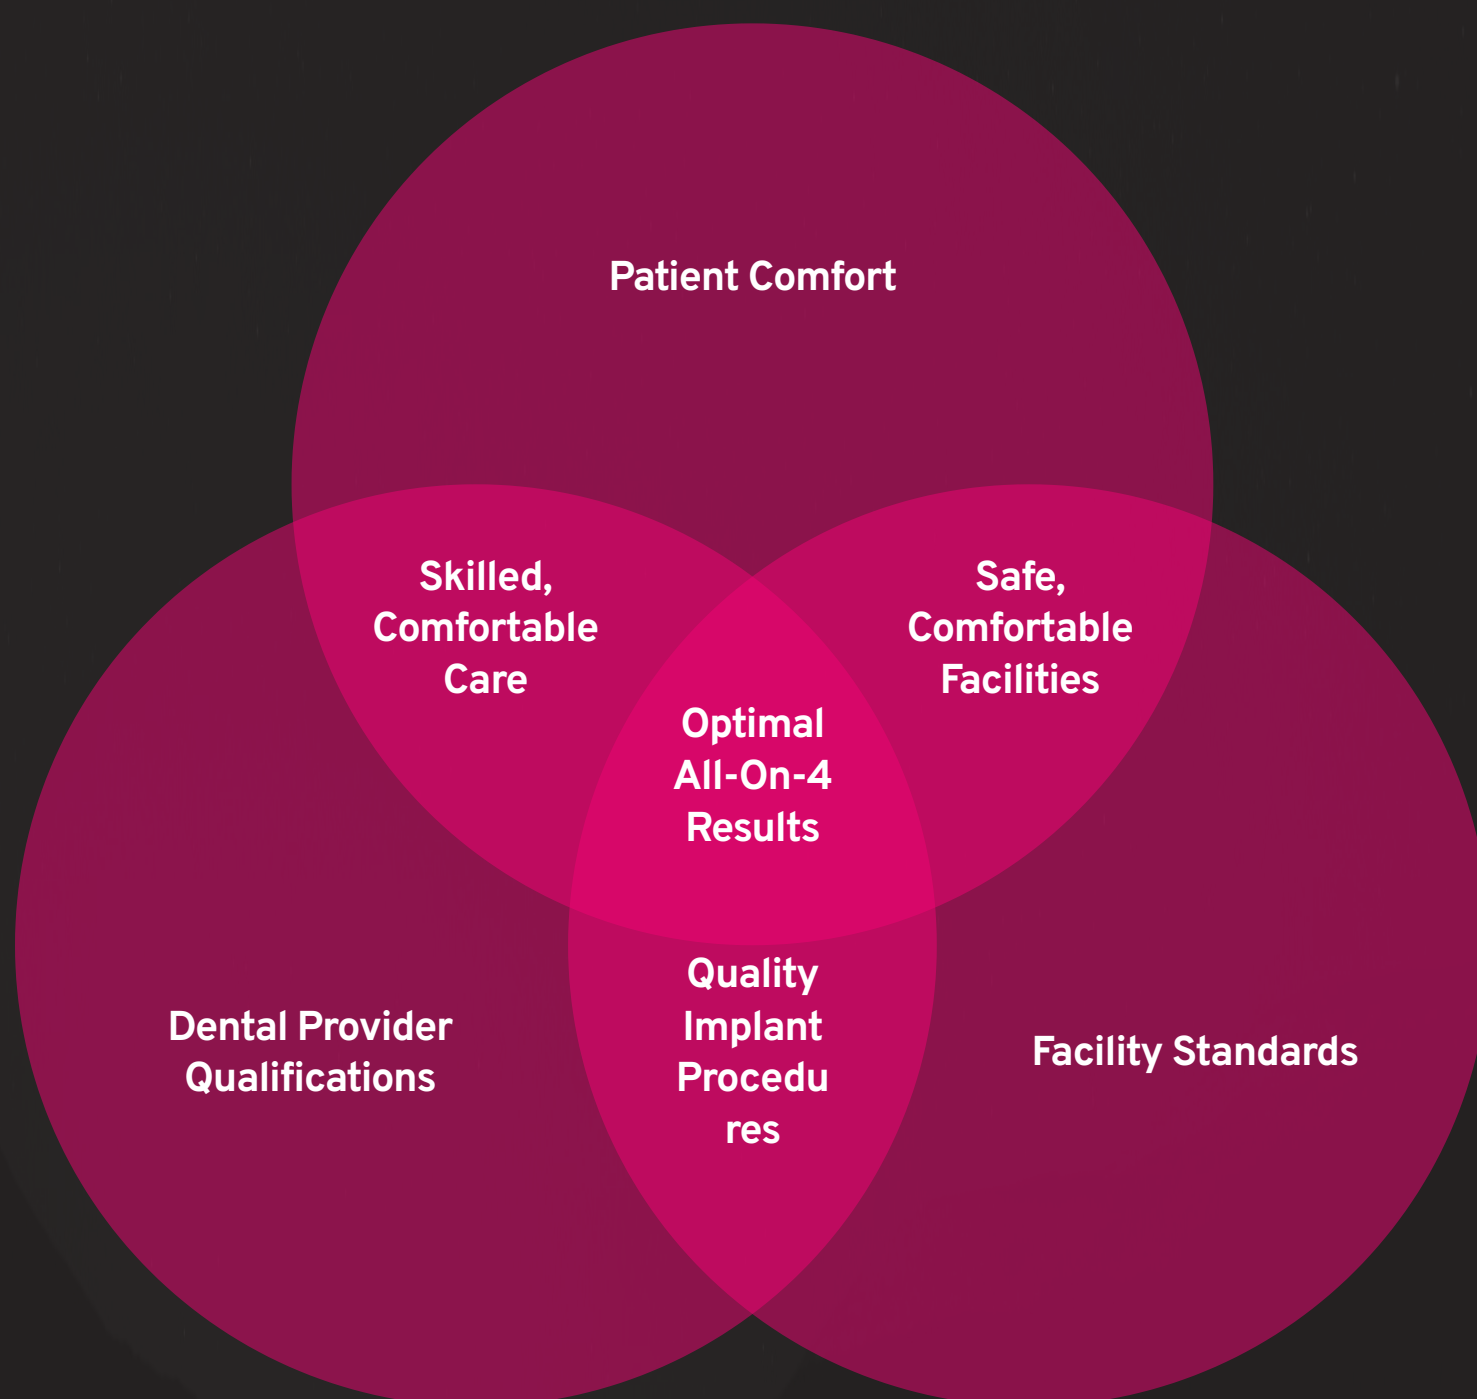 Patient Comfort
Skilled,
Comfortable
Care
Safe,
Comfortable
Facilities
Optimal
All-On-4
Results
Dental Provider
Qualifications
Quality
Implant
Procedu
res
Facility Standards